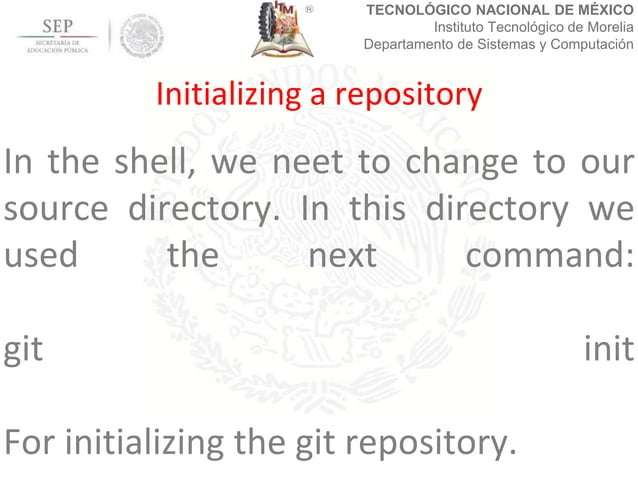 SEP
SECRETARÍA DE
EDUCACIÓN PÚBLICA
ITM
®
TECNOLÓGICO NACIONAL DE MÉXICO
Instituto Tecnológico de Morelia
Departamento de Sistemas y Computación
Initializing a repository
In the shell, we neet to change to our
source directory. In this directory we
used the next command:
git init
For initializing the git repository.